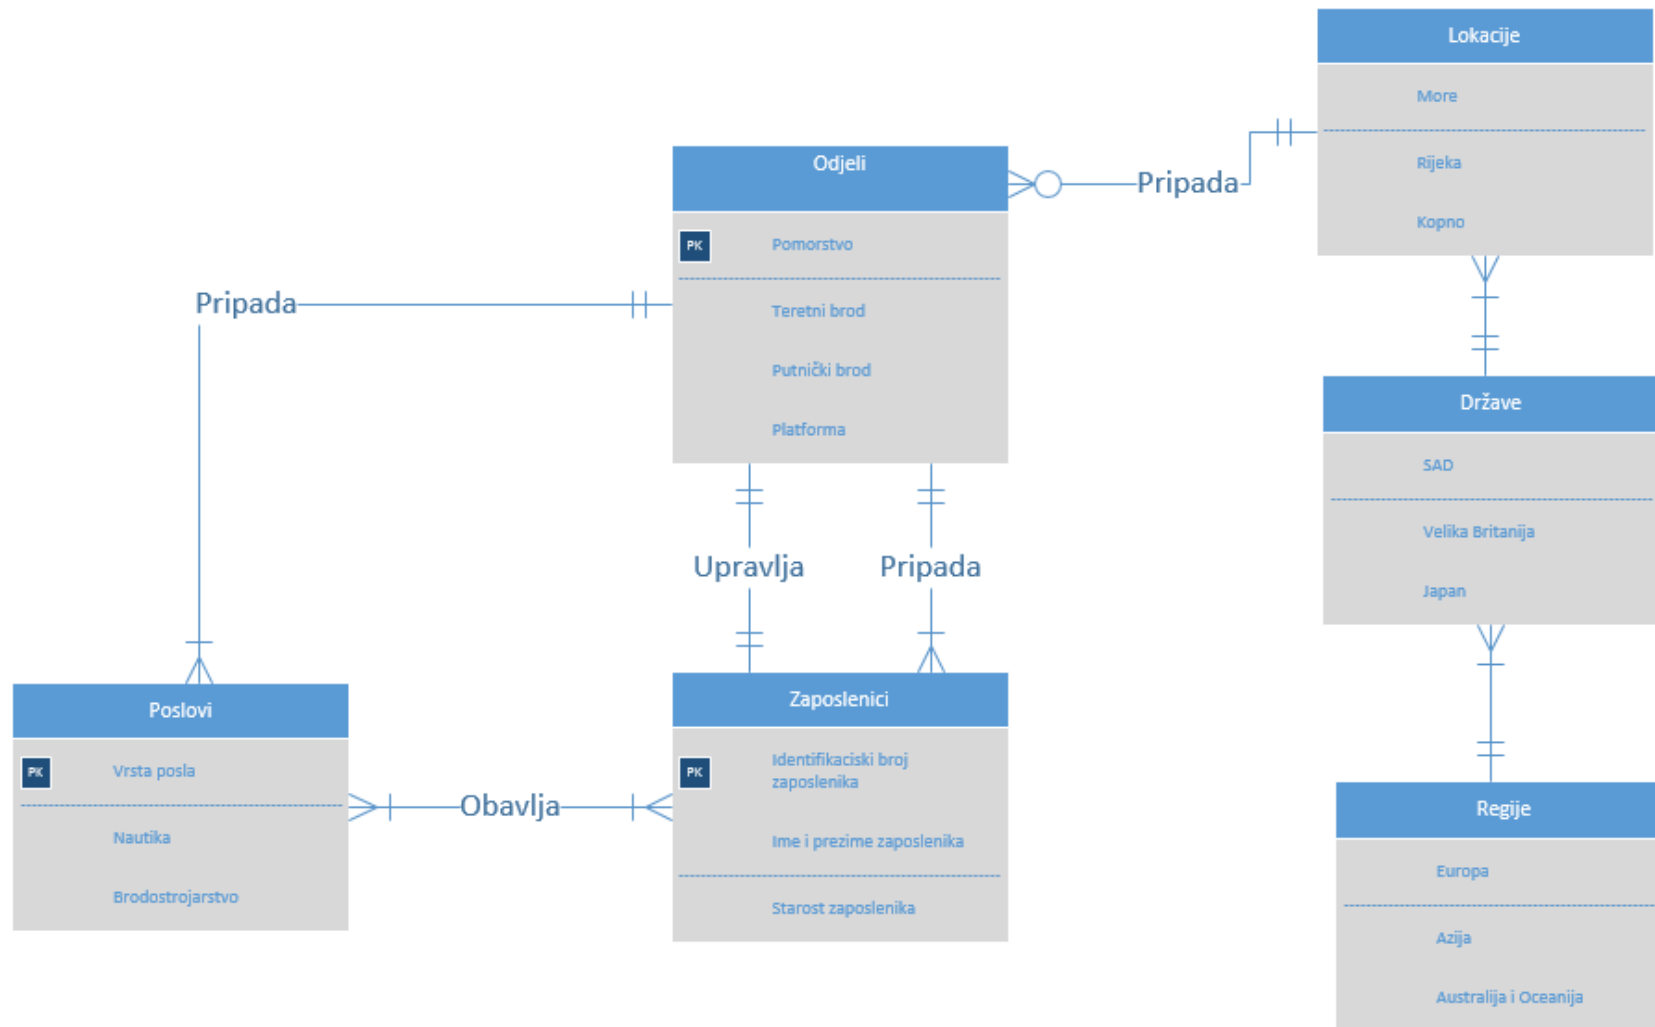 Lokacije
More
Rijeka
Kopno
Odjeli
PK
Pomorstvo
Teretni brod
Putnički brod
Platforma
Pripada
Pripada
Države
SAD
Velika Britanija
Japan
Upravlja
Pripada
Poslovi
PK
Vrsta posla
Nautika
Brodostrojarstvo
Obavlja
Zaposlenici
PK
Identifikaciski broj
zaposlenika
Ime i prezime zaposlenika
Starost zaposlenika
Regije
Europa
Azija
Australija i Oceanija